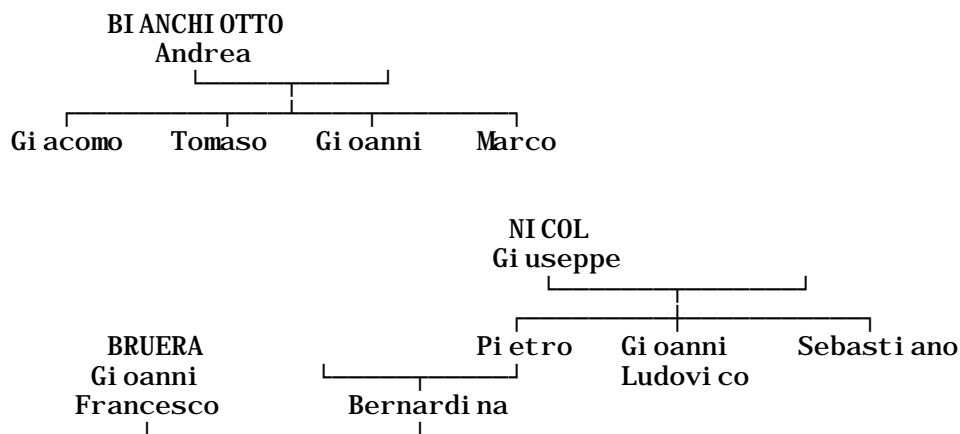 BIANCHIOTTO
Andrea
Giacomo Tomaso Gioanni Marco
NICOL
Giuseppe
BRUERA Pietro Gioanni Sebastiano
Gioanni Ludovico
Francesco Bernardina